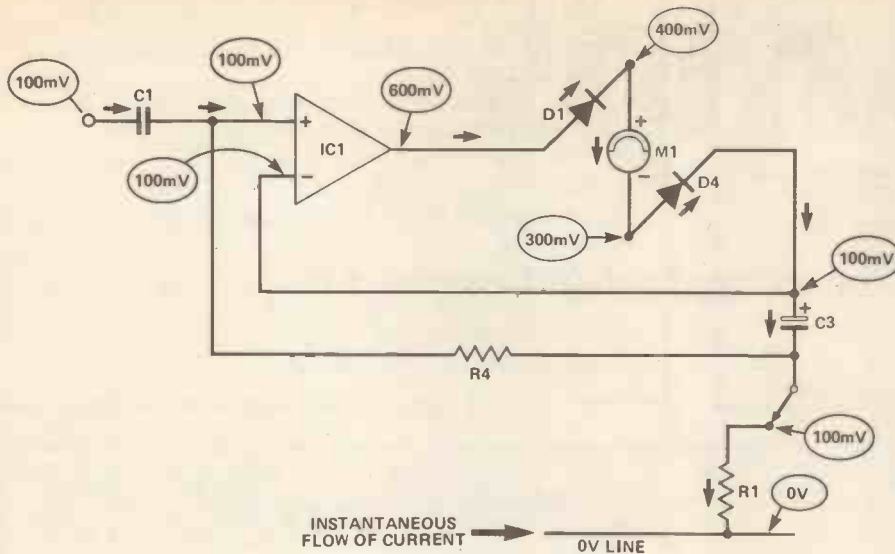 400mV
100mV
C1
100mV
600mV
D1
+
+
IC1
M1
−
−
D4
100mV
300mV
100mV
+
C3
R4
100mV
R1
0V
INSTANTANEOUS
FLOW OF CURRENT
0V LINE